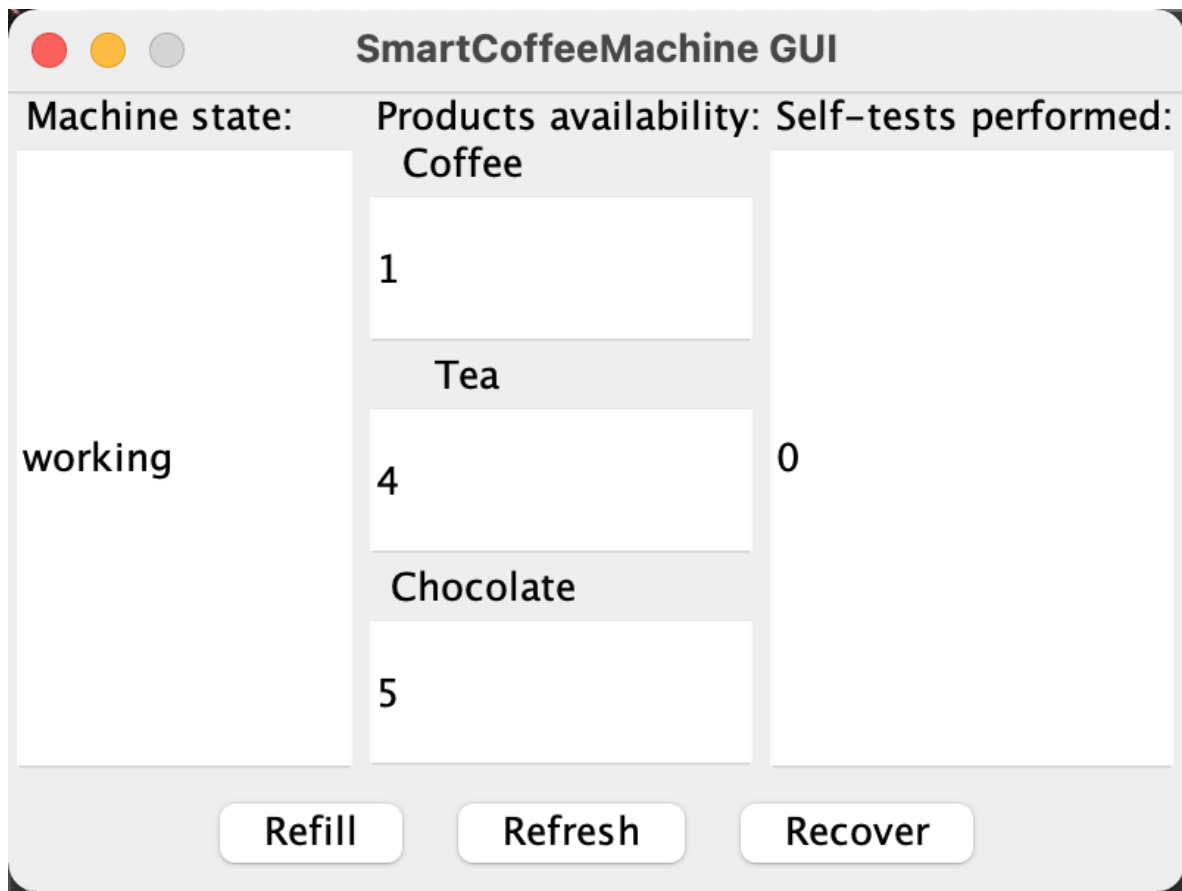 SmartCoffeeMachine GUI
Machine state:
working
Products availability:
Coffee
1
Tea
4
Chocolate
5
Self-tests performed:
0
Refill
Refresh
Recover